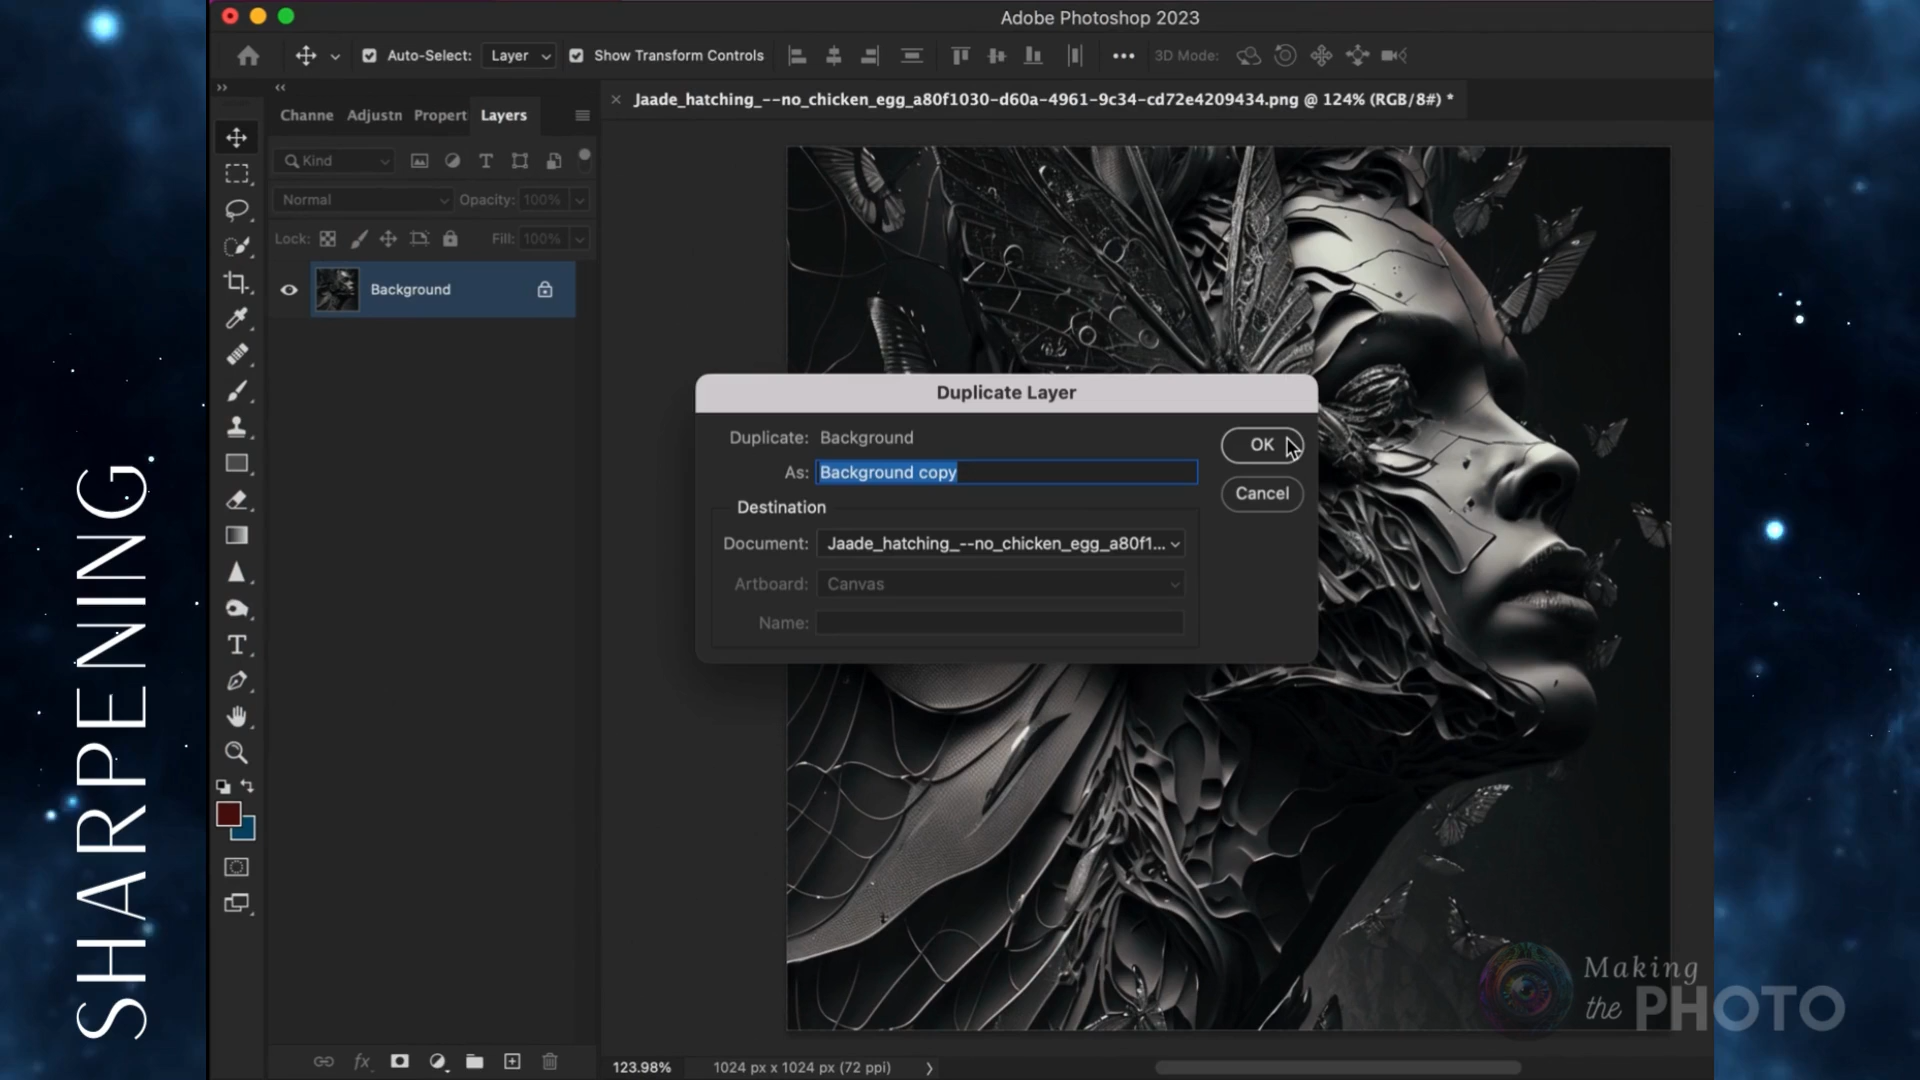 SHARPENING
Adobe Photoshop 2023
Auto-Select: Layer Show Transform Controls 3D Mode:
Jaade_hatching_--no_chicken_egg_a80f1030-d60a-4961-9c34-cd72e4209434.png @ 124% (RGB/8#) *
Channe Adjustn Propert Layers
Kind
Normal Opacity: 100%
Lock: Fill: 100%
Background
Duplicate Layer
Duplicate: Background
As: Background copy
OK
Cancel
Destination
Document: Jaade_hatching_--no_chicken_egg_a80f1...
Artboard: Canvas
Name:
fx
123.98% 1024 px x 1024 px (72 ppi)
Making
the PHOTO